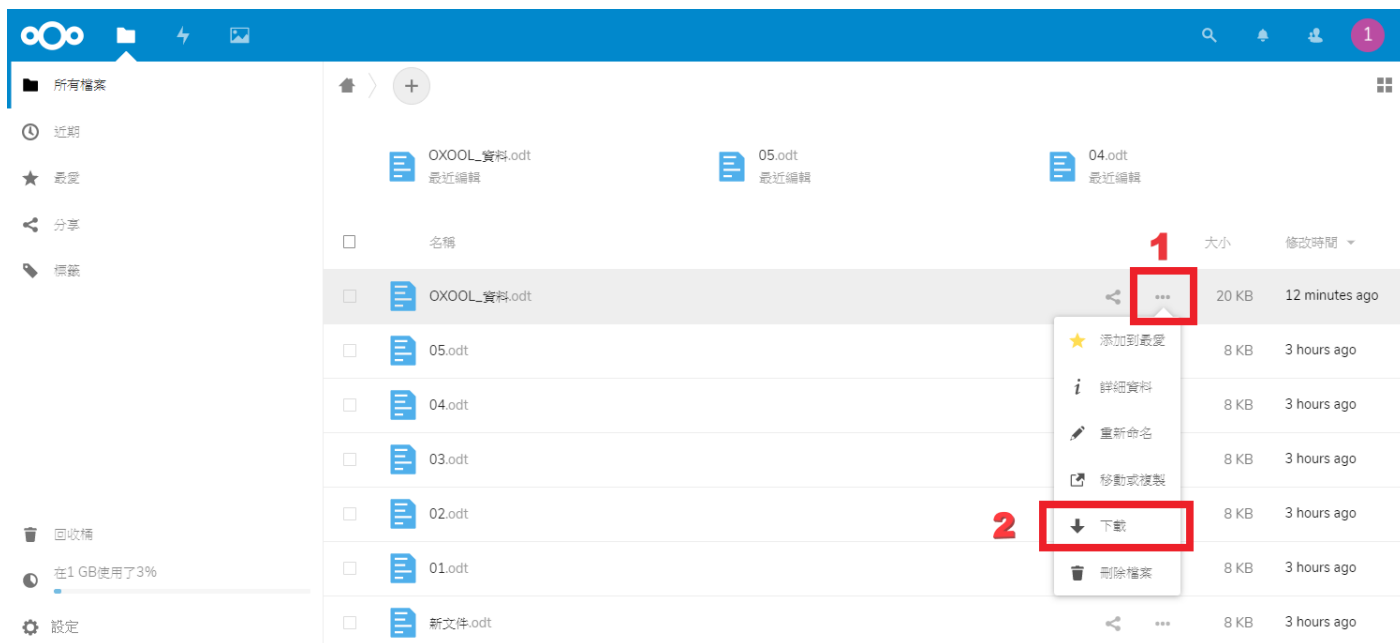 1
所有檔案
近期
最愛
分享
標籤
回收桶
在1 GB使用了3%
設定
+
OXOOL_資料.odt
最近編輯
05.odt
最近編輯
04.odt
最近編輯
名稱
1
大小
修改時間
OXOOL_資料.odt
20 KB
12 minutes ago
05.odt
8 KB
3 hours ago
04.odt
8 KB
3 hours ago
03.odt
8 KB
3 hours ago
02.odt
8 KB
3 hours ago
01.odt
8 KB
3 hours ago
新文件.odt
8 KB
3 hours ago
添加到最愛
詳細資料
重新命名
移動或複製
2
下載
刪除檔案